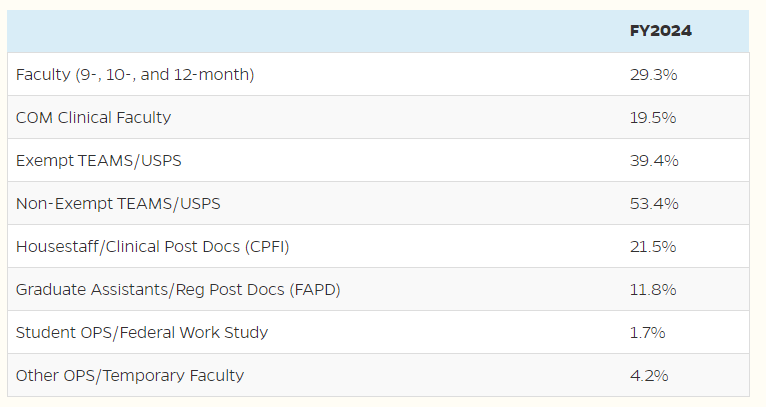 FY2024
Faculty (9-, 10-, and 12-month) 29.3%
COM Clinical Faculty 19.5%
Exempt TEAMS/USPS 39.4%
Non-Exempt TEAMS/USPS 53.4%
Housestaff/Clinical Post Docs (CPFI) 21.5%
Graduate Assistants/Reg Post Docs (FAPD) 11.8%
Student OPS/Federal Work Study 1.7%
Other OPS/Temporary Faculty 4.2%